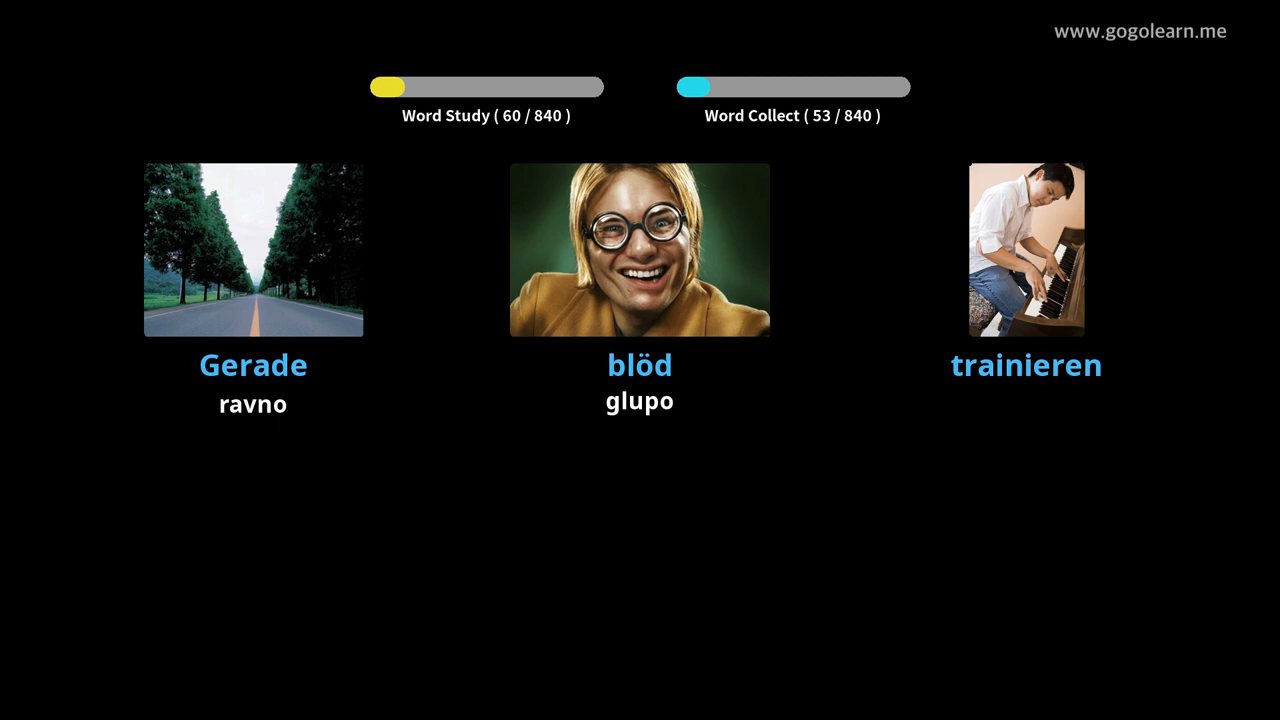 www.gogolearn.me
Word Study ( 60 / 840 )
Word Collect ( 53 / 840 )
Gerade
ravno
blöd
glupo
trainieren